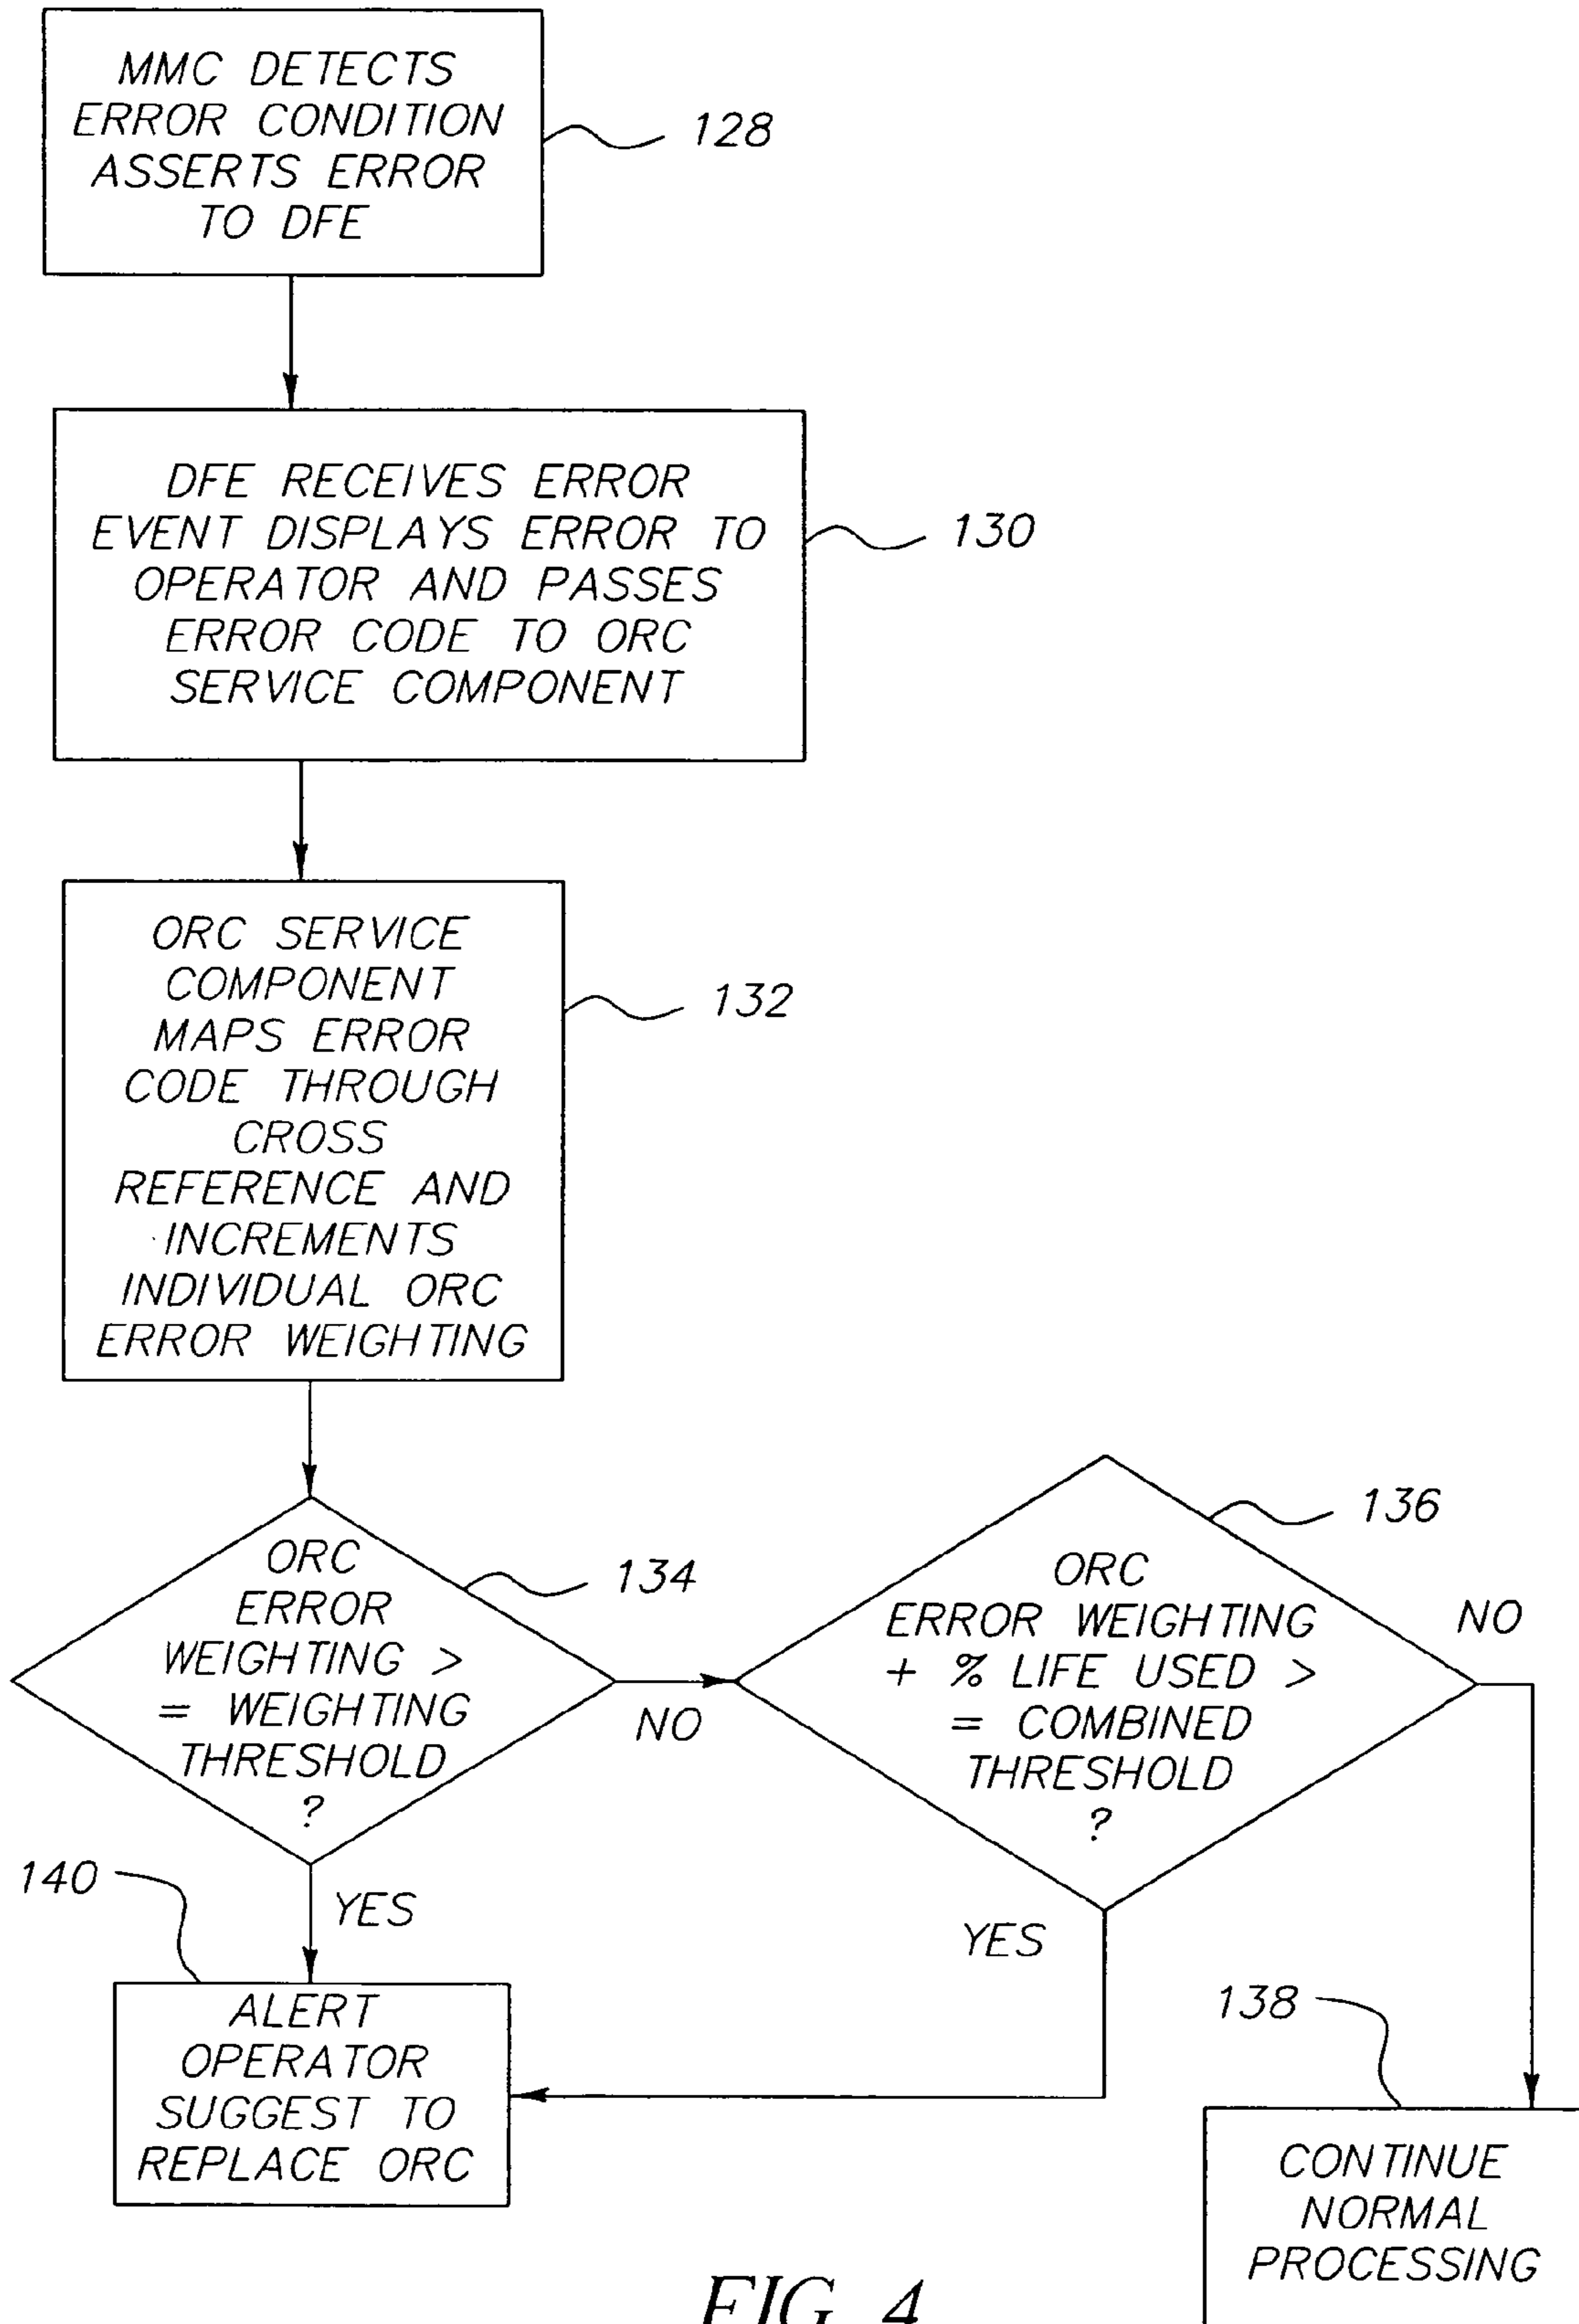 MMC DETECTS
ERROR CONDITION
ASSERTS ERROR
TO DFE
128
DFE RECEIVES ERROR
EVENT DISPLAYS ERROR TO
OPERATOR AND PASSES
ERROR CODE TO ORC
SERVICE COMPONENT
130
ORC SERVICE
COMPONENT
MAPS ERROR
CODE THROUGH
CROSS
REFERENCE AND
INCREMENTS
INDIVIDUAL ORC
ERROR WEIGHTING
132
ORC
ERROR
WEIGHTING >
= WEIGHTING
THRESHOLD
?
134
NO
YES
ORC
ERROR WEIGHTING
+ % LIFE USED >
= COMBINED
THRESHOLD
?
136
NO
YES
140
ALERT
OPERATOR
SUGGEST TO
REPLACE ORC
138
CONTINUE
NORMAL
PROCESSING
FIG. 4